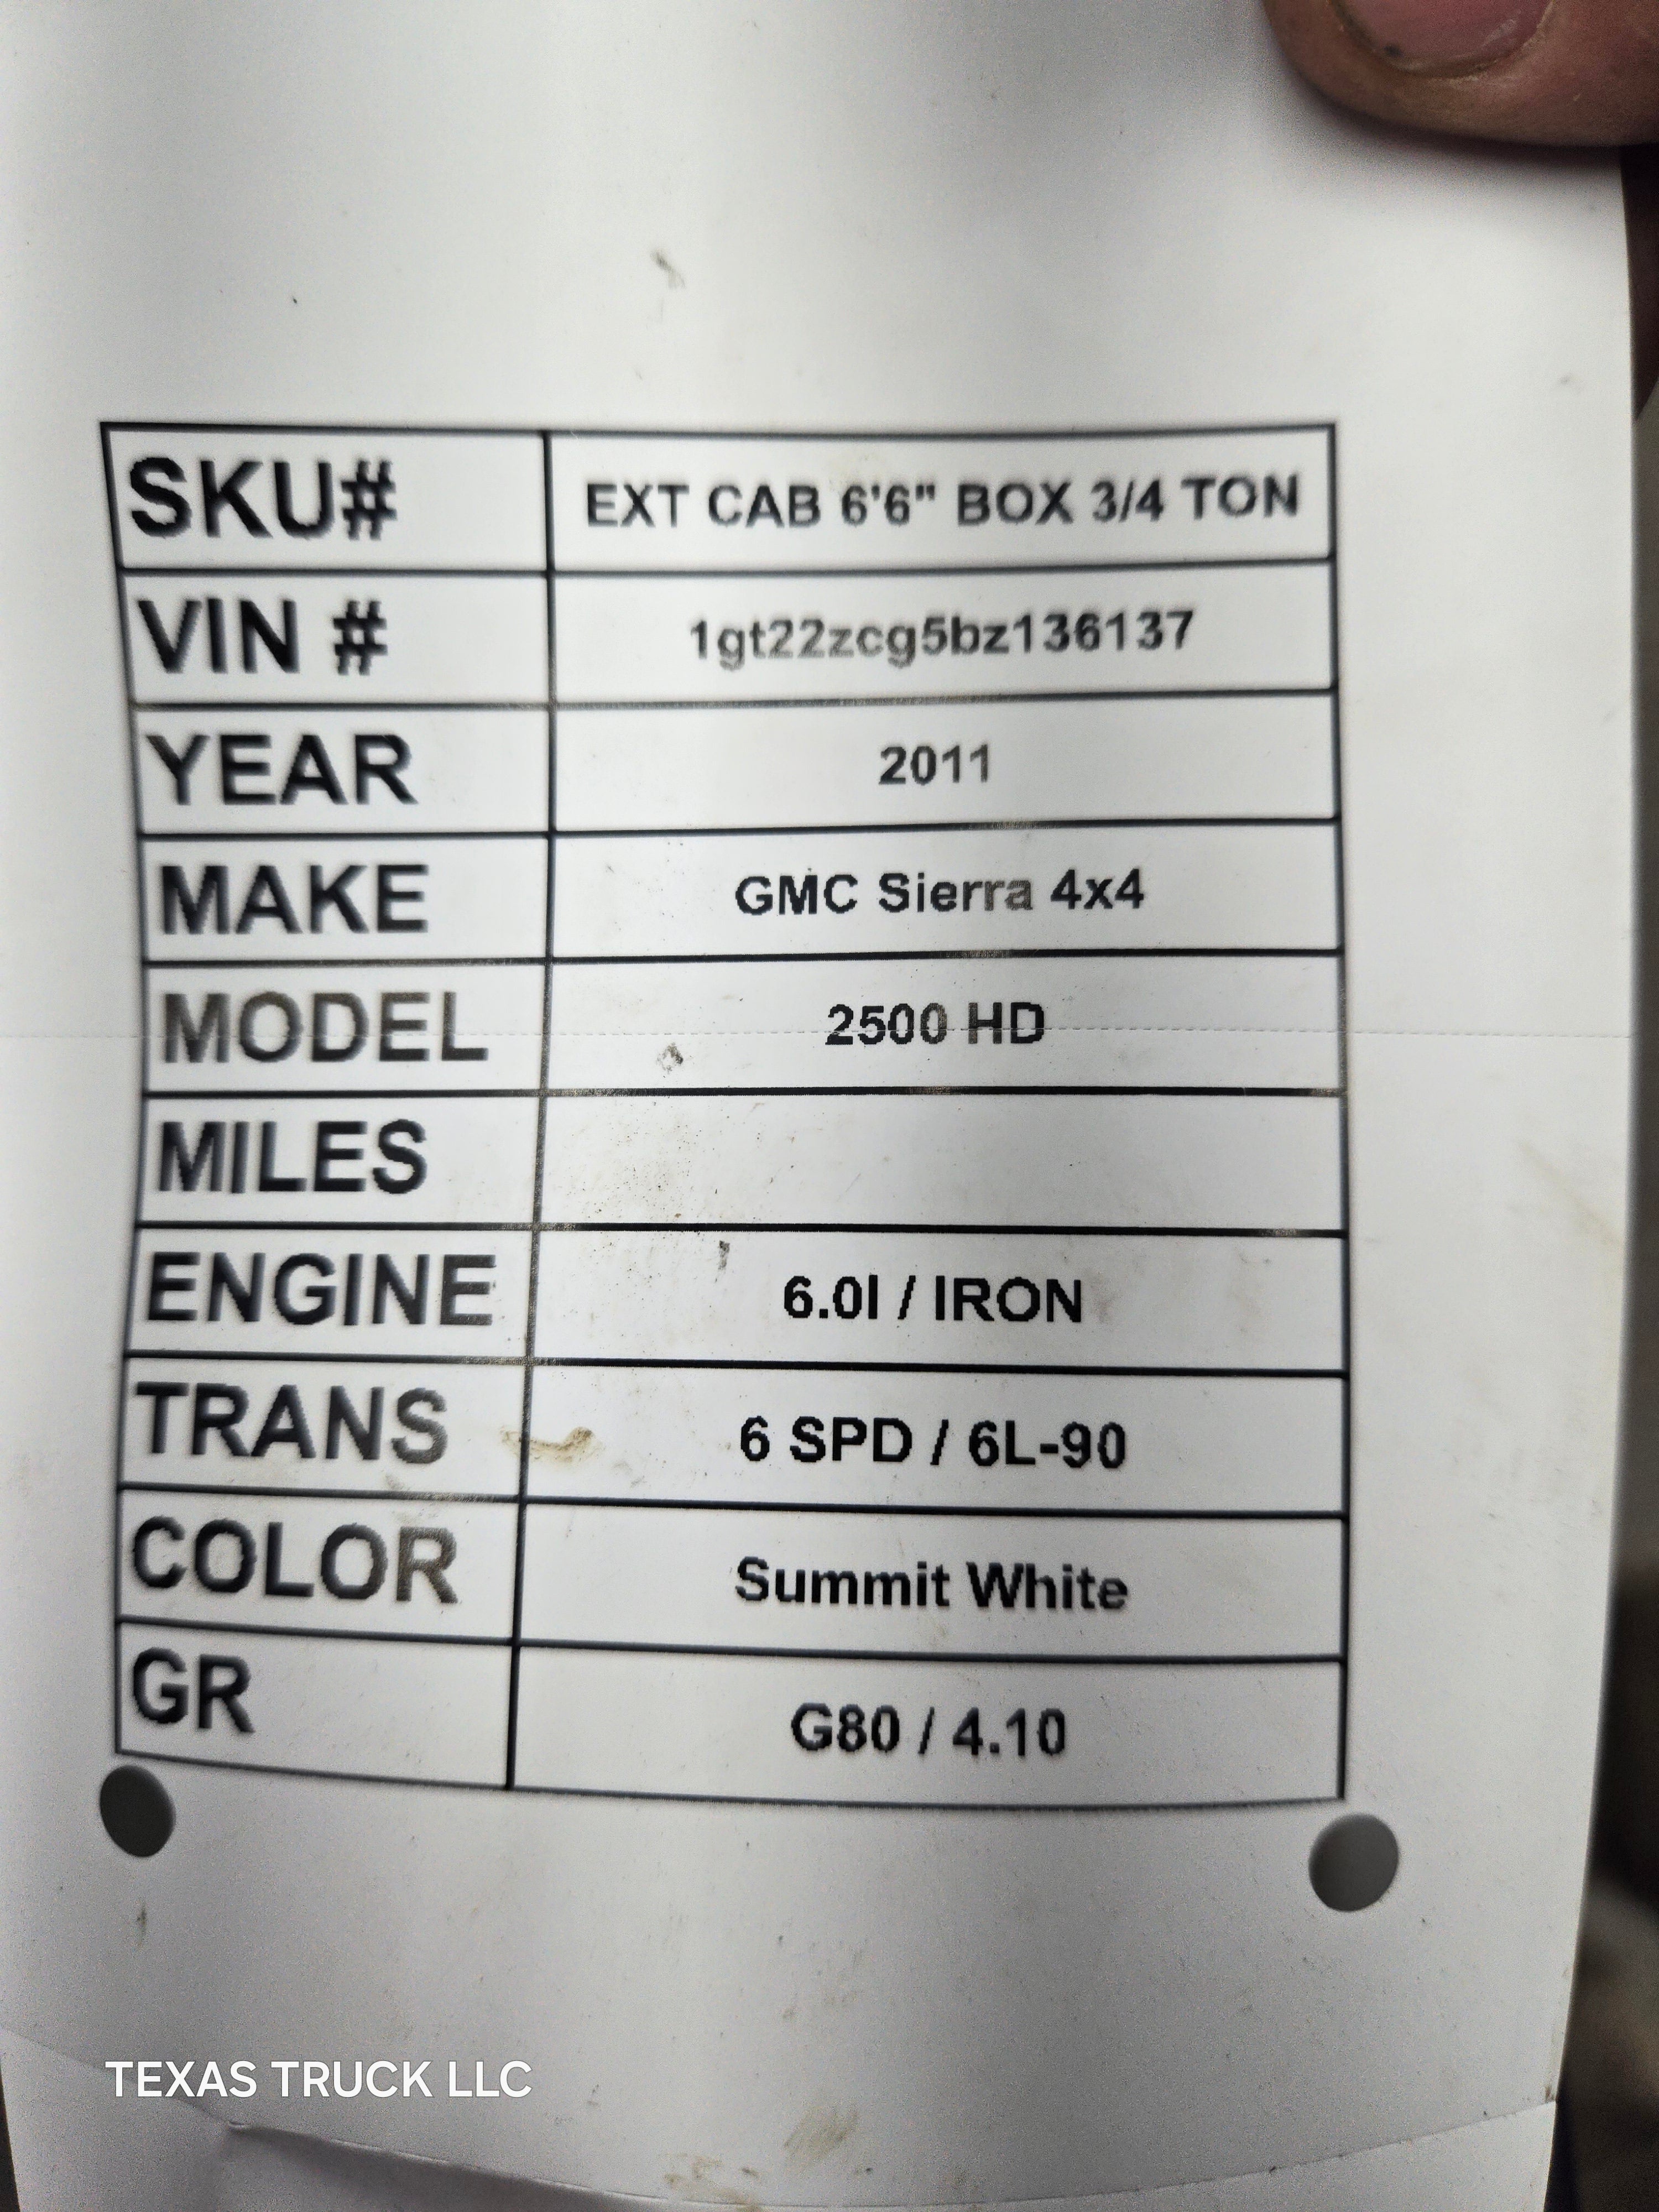 SKU# EXT CAB 6'6" BOX 3/4 TON
VIN # 1gt22zcg5bz136137
YEAR 2011
MAKE GMC Sierra 4x4
MODEL 2500 HD
MILES
ENGINE 6.0l / IRON
TRANS 6 SPD / 6L-90
COLOR Summit White
GR G80 / 4.10
TEXAS TRUCK LLC